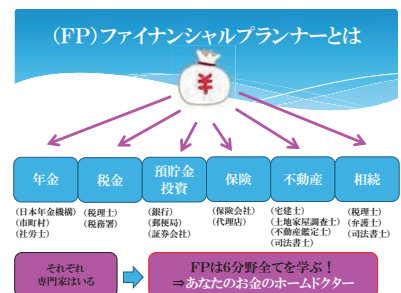 (FP)ファイナンシャルプランナーとは
¥
年金
税金
預貯金
投資
保険
不動産
相続
(日本年金機構)
(市町村)
(社労士)
(税理士)
(税務署)
(銀行)
(郵便局)
(証券会社)
(保険会社)
(代理店)
(宅建士)
(土地家屋調査士)
(不動産鑑定士)
(司法書士)
(税理士)
(弁護士)
(司法書士)
それぞれ
専門家はいる
FPは6分野全てを学ぶ！
⇒あなたのお金のホームドクター